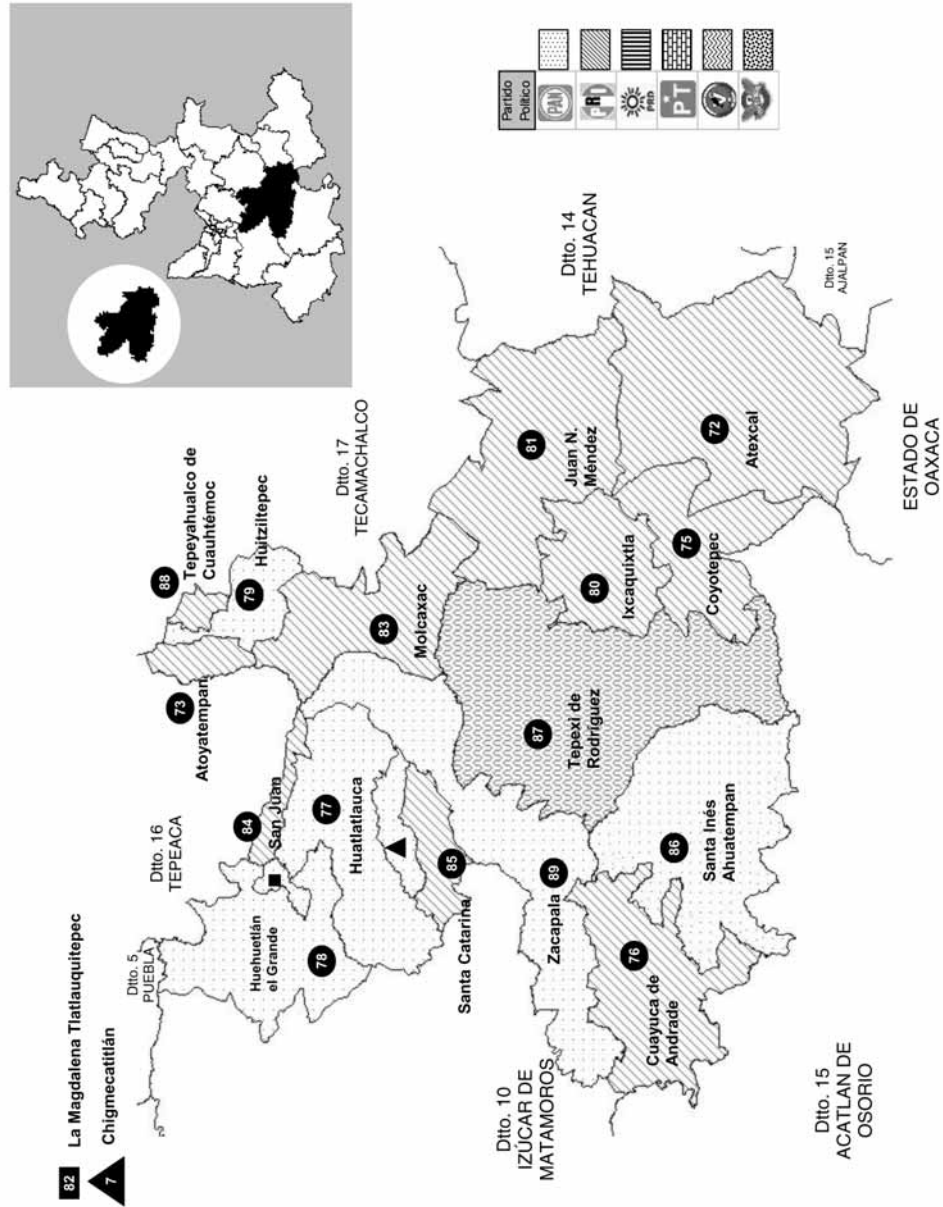 82 La Magdalena Tlatlauquitepec
7 Chigmecatitlán
Partido
Político
PAN
PRD
PT
Dtto. 5
PUEBLA
Dtto. 16
TEPEACA
Dtto. 17
TECAMACHALCO
Dtto. 14
TEHUACAN
Dtto. 15
AJALPAN
ESTADO DE
OAXACA
Dtto. 15
ACATLAN DE
OSORIO
Dtto. 10
IZÚCAR DE
MATAMOROS
88
Tepeyahualco de
Cuauhtémoc
79
Huitziltepec
73
Atoyatempan
84
San Juan
83
Molcaxac
81
Juan N.
Méndez
72
Atexcal
75
Coyotepec
80
Ixcaquixtla
87
Tepexi de
Rodríguez
77
Huatlatlauca
78
Huehuetlán
el Grande
85
Santa Catarina
89
Zacapala
76
Cuayuca de
Andrade
86
Santa Inés
Ahuatempan